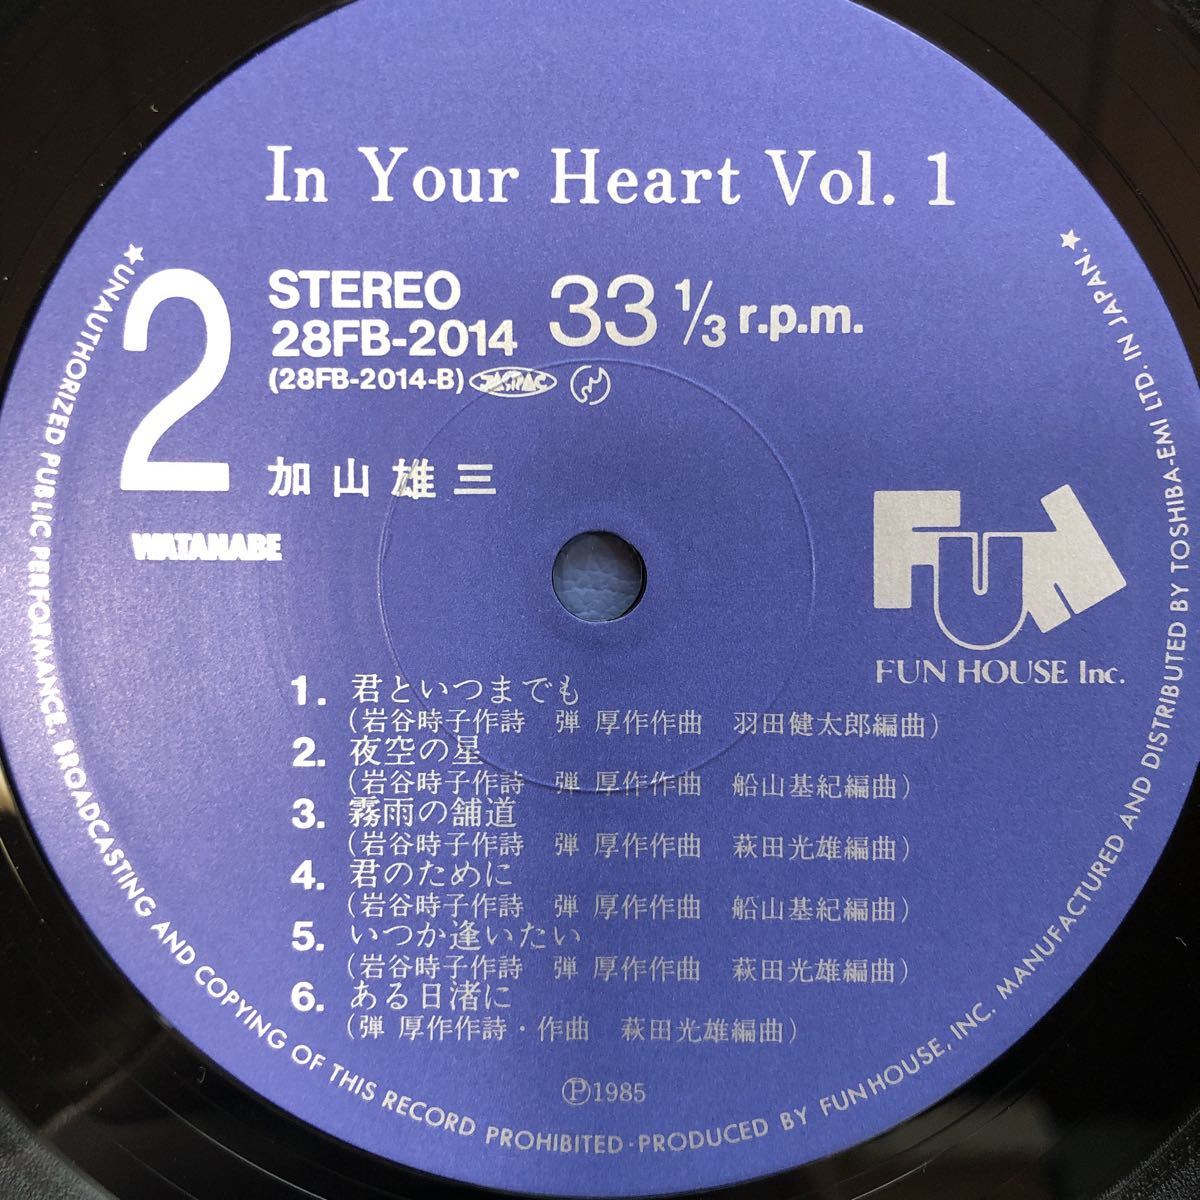 In Your Heart Vol. 1
2
STEREO
28FB-2014
(28FB-2014-B) JASRAC
33 1/3 r.p.m.
加山雄三
WATANABE
FUN
FUN HOUSE Inc.
1. 君といつまでも
(岩谷時子作詩 弾 厚作作曲 羽田健太郎編曲)
2. 夜空の星
(岩谷時子作詩 弾 厚作作曲 船山基紀編曲)
3. 霧雨の舗道
(岩谷時子作詩 弾 厚作作曲 萩田光雄編曲)
4. 君のために
(岩谷時子作詩 弾 厚作作曲 船山基紀編曲)
5. いつか逢いたい
(岩谷時子作詩 弾 厚作作曲 萩田光雄編曲)
6. ある日渚に
(弾 厚作作詩・作曲 萩田光雄編曲)
Ⓟ1985
★UNAUTHORIZED PUBLIC PERFORMANCE, BROADCASTING AND COPYING OF THIS RECORD PROHIBITED·PRODUCED BY FUN HOUSE, INC. MANUFACTURED AND DISTRIBUTED BY TOSHIBA-EMI LTD. IN JAPAN.★